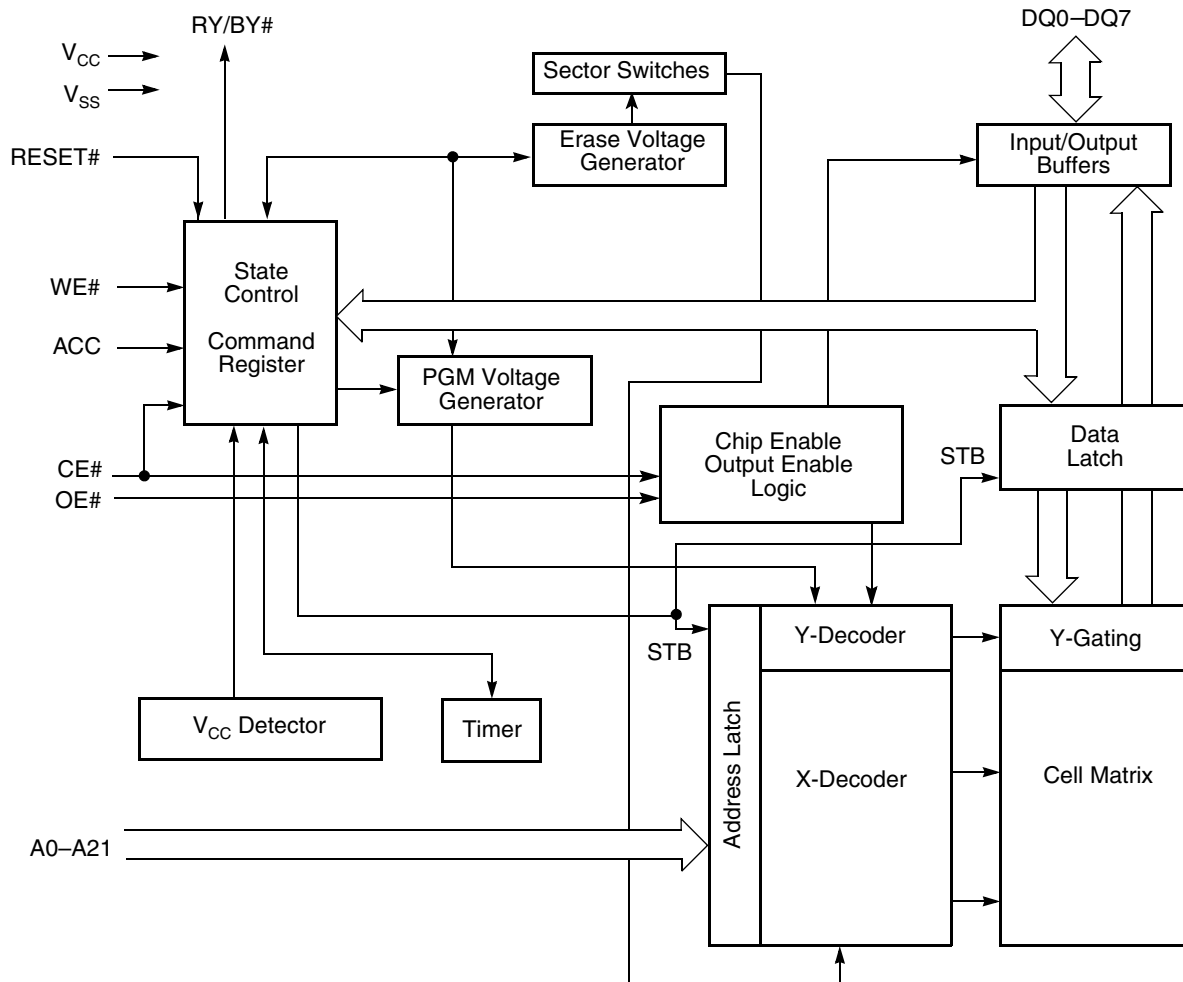 RY/BY#
DQ0–DQ7
VCC
VSS
Sector Switches
Erase Voltage
Generator
Input/Output
Buffers
RESET#
State
Control
Command
Register
WE#
ACC
PGM Voltage
Generator
Chip Enable
Output Enable
Logic
Data
Latch
STB
CE#
OE#
STB
Y-Decoder
Y-Gating
Address Latch
VCC Detector
Timer
X-Decoder
Cell Matrix
A0–A21